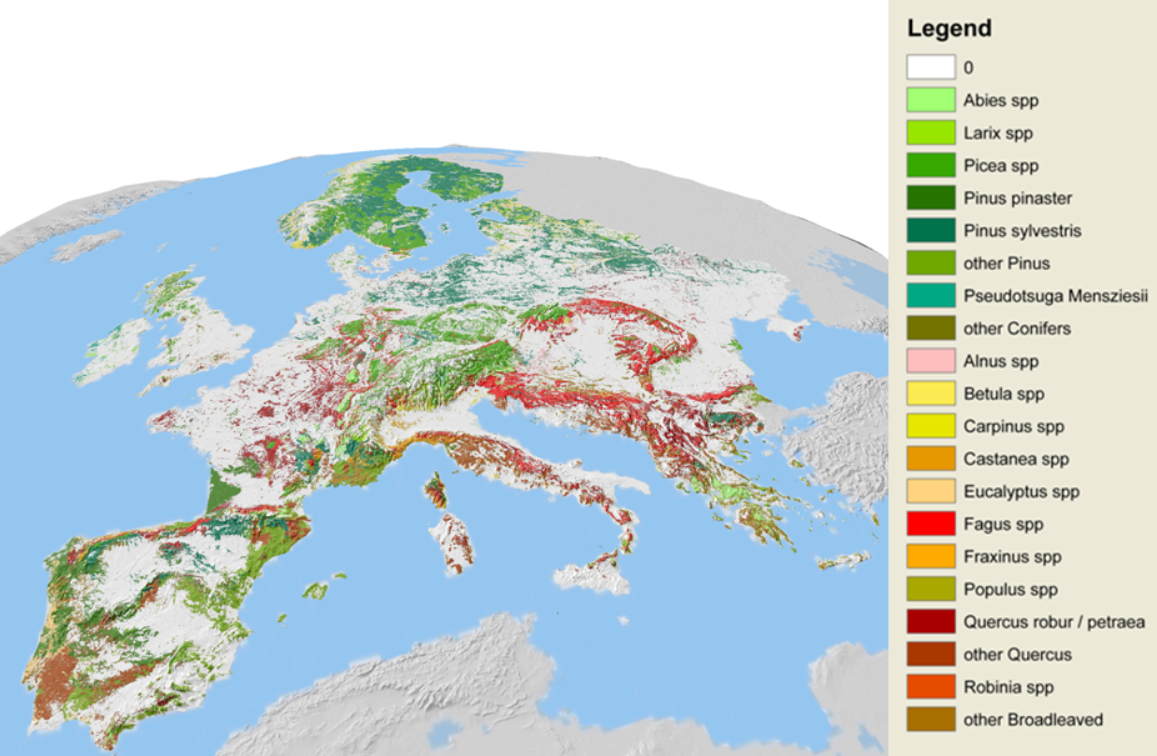 Legend
0
Abies spp
Larix spp
Picea spp
Pinus pinaster
Pinus sylvestris
other Pinus
Pseudotsuga Mensziesii
other Conifers
Alnus spp
Betula spp
Carpinus spp
Castanea spp
Eucalyptus spp
Fagus spp
Fraxinus spp
Populus spp
Quercus robur / petraea
other Quercus
Robinia spp
other Broadleaved